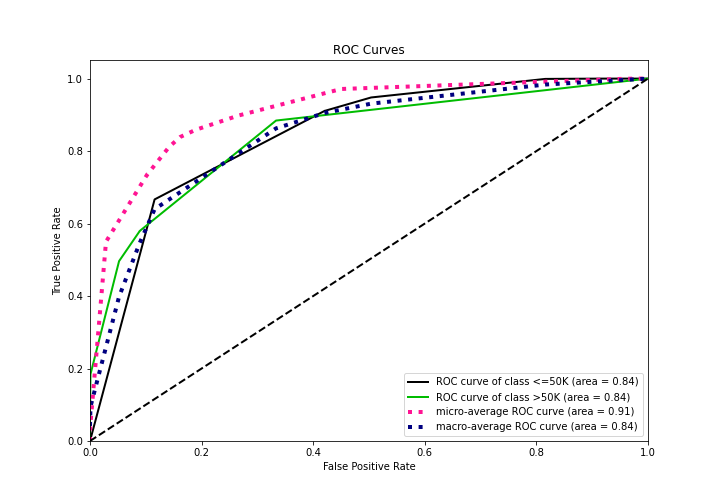 ROC Curves
1.0
0.8
0.6
0.4
0.2
0.0
True Positive Rate
ROC curve of class <=50K (area = 0.84)
ROC curve of class >50K (area = 0.84)
micro-average ROC curve (area = 0.91)
macro-average ROC curve (area = 0.84)
0.0 0.2 0.4 0.6 0.8 1.0
False Positive Rate